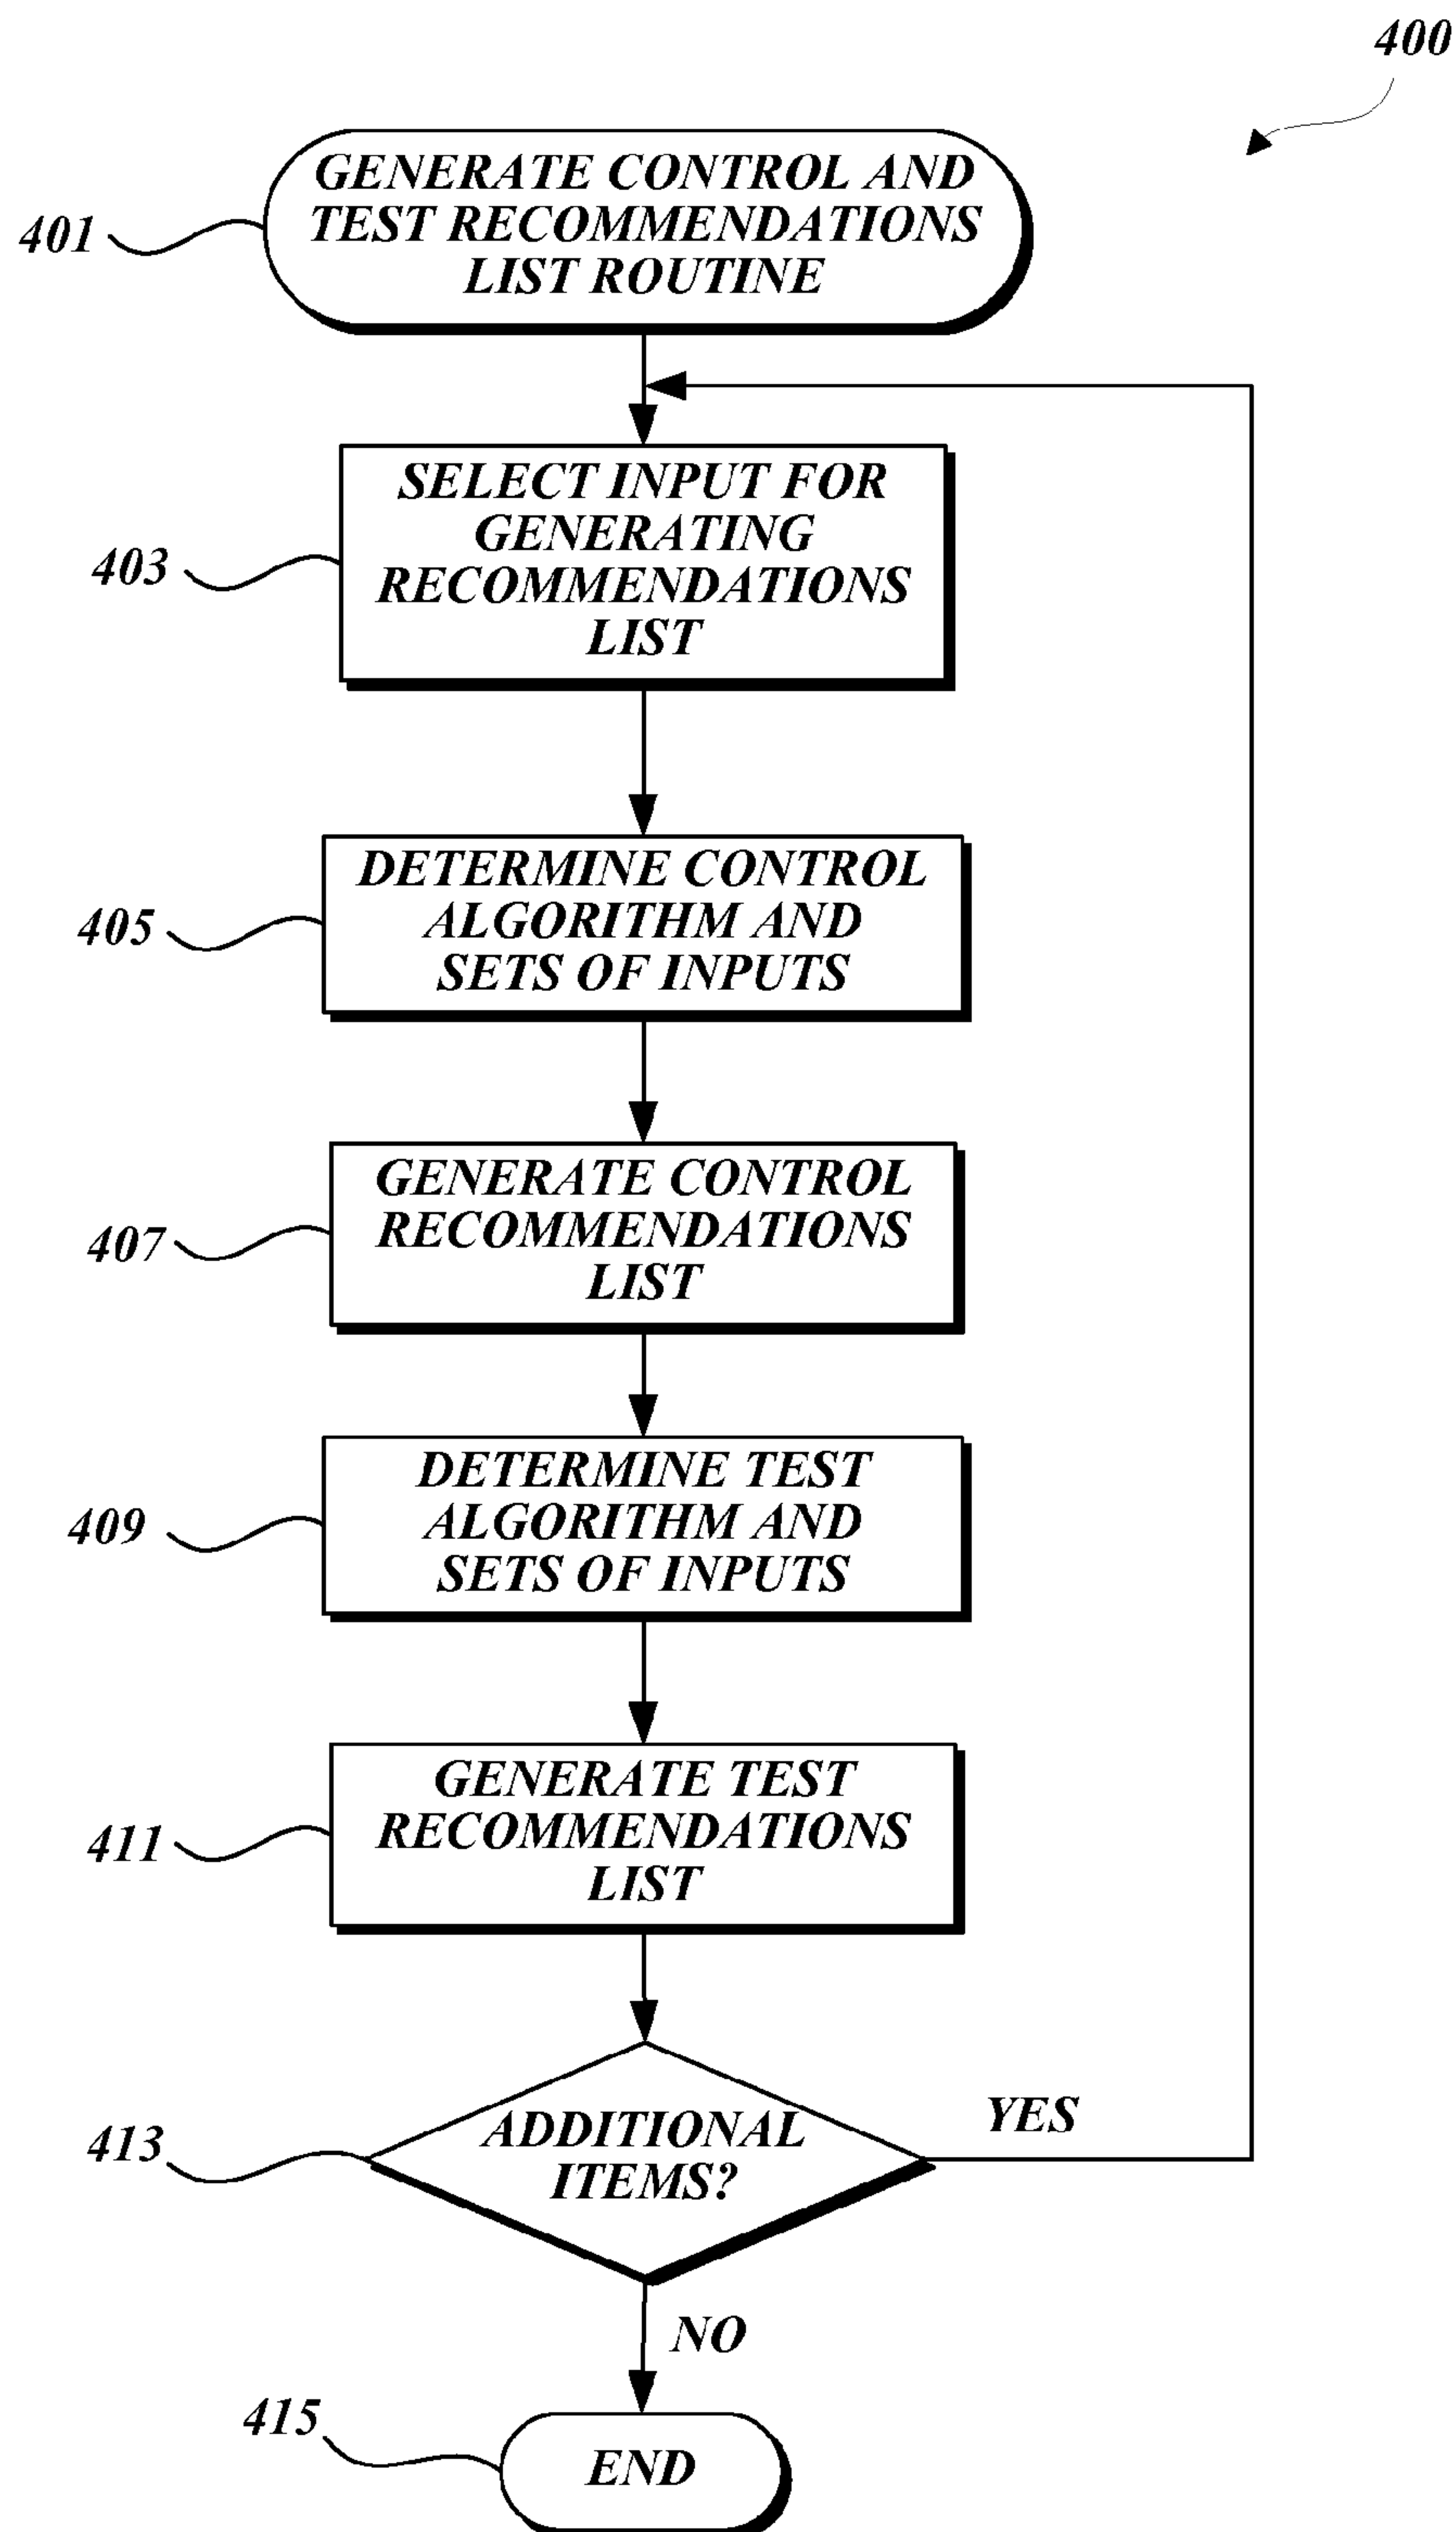 400
401
GENERATE CONTROL AND
TEST RECOMMENDATIONS
LIST ROUTINE
403
SELECT INPUT FOR
GENERATING
RECOMMENDATIONS
LIST
405
DETERMINE CONTROL
ALGORITHM AND
SETS OF INPUTS
407
GENERATE CONTROL
RECOMMENDATIONS
LIST
409
DETERMINE TEST
ALGORITHM AND
SETS OF INPUTS
411
GENERATE TEST
RECOMMENDATIONS
LIST
413
ADDITIONAL
ITEMS?
YES
NO
415
END